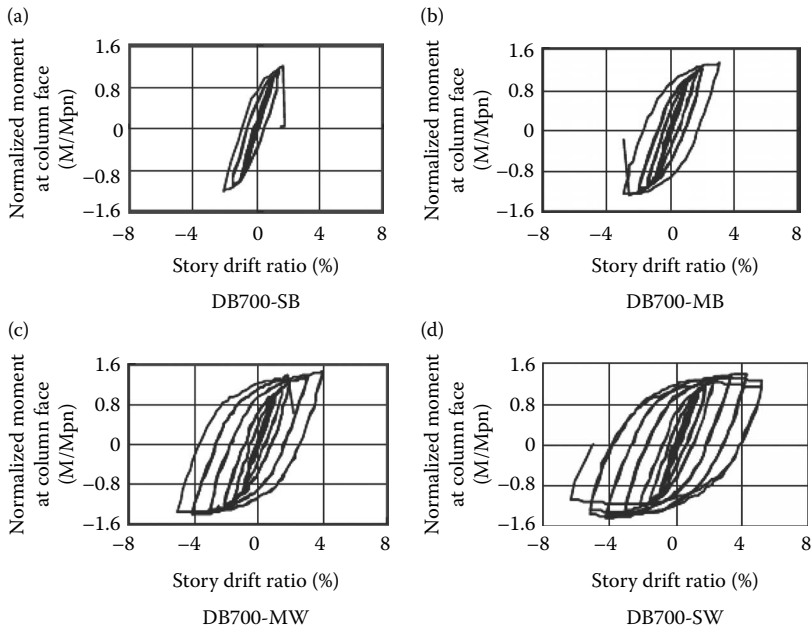 (a)
Normalized moment
at column face
(M/Mpn)
1.6
0.8
0
−0.8
−1.6
−8
−4
0
4
8
Story drift ratio (%)
DB700-SB
(b)
Normalized moment
at column face
(M/Mpn)
1.6
0.8
0
−0.8
−1.6
−8
−4
0
4
8
Story drift ratio (%)
DB700-MB
(c)
Normalized moment
at column face
(M/Mpn)
1.6
0.8
0
−0.8
−1.6
−8
−4
0
4
8
Story drift ratio (%)
DB700-MW
(d)
Normalized moment
at column face
(M/Mpn)
1.6
0.8
0
−0.8
−1.6
−8
−4
0
4
8
Story drift ratio (%)
DB700-SW